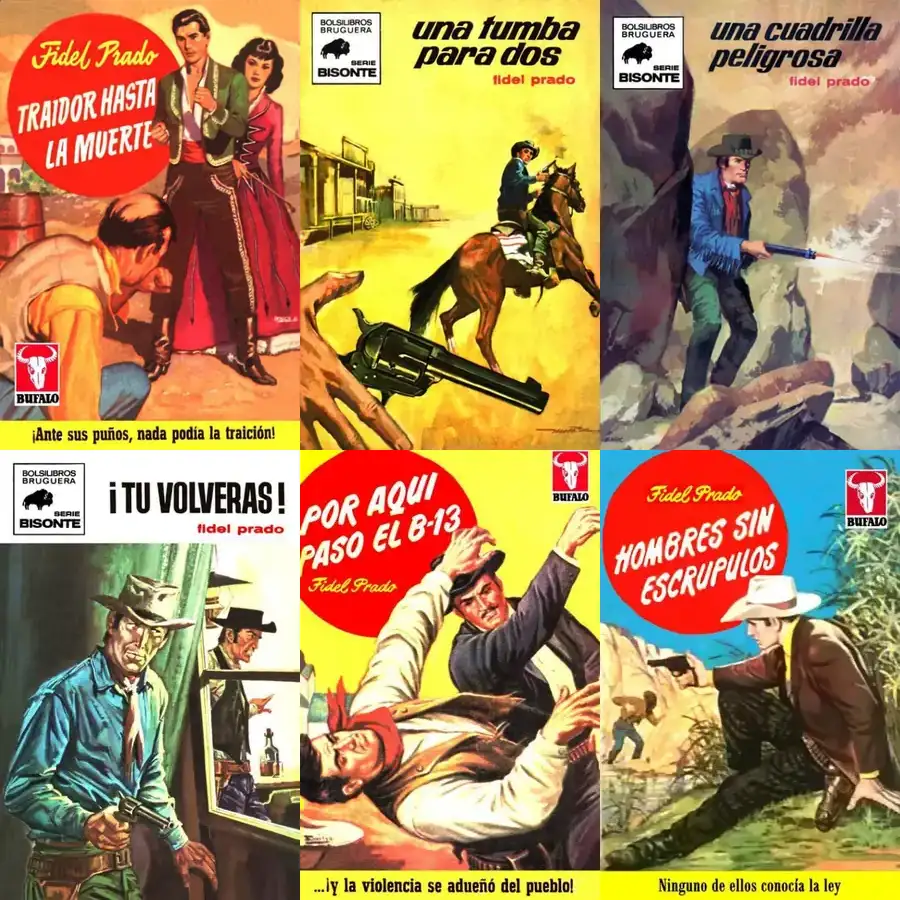 Fidel Prado
TRAIDOR HASTA
LA MUERTE
BUFALO
¡Ante sus puños, nada podía la traición!
BOLSILIBROS
BRUGUERA
SERIE
BISONTE
una tumba
para dos
fidel prado
BOLSILIBROS
BRUGUERA
SERIE
BISONTE
una cuadrilla
peligrosa
fidel prado
BOLSILIBROS
BRUGUERA
SERIE
BISONTE
¡TU VOLVERAS!
fidel prado
POR AQUI
PASO EL B-13
Fidel Prado
BUFALO
...¡y la violencia se adueñó del pueblo!
Fidel Prado
HOMBRES SIN
ESCRUPULOS
BUFALO
Ninguno de ellos conocía la ley